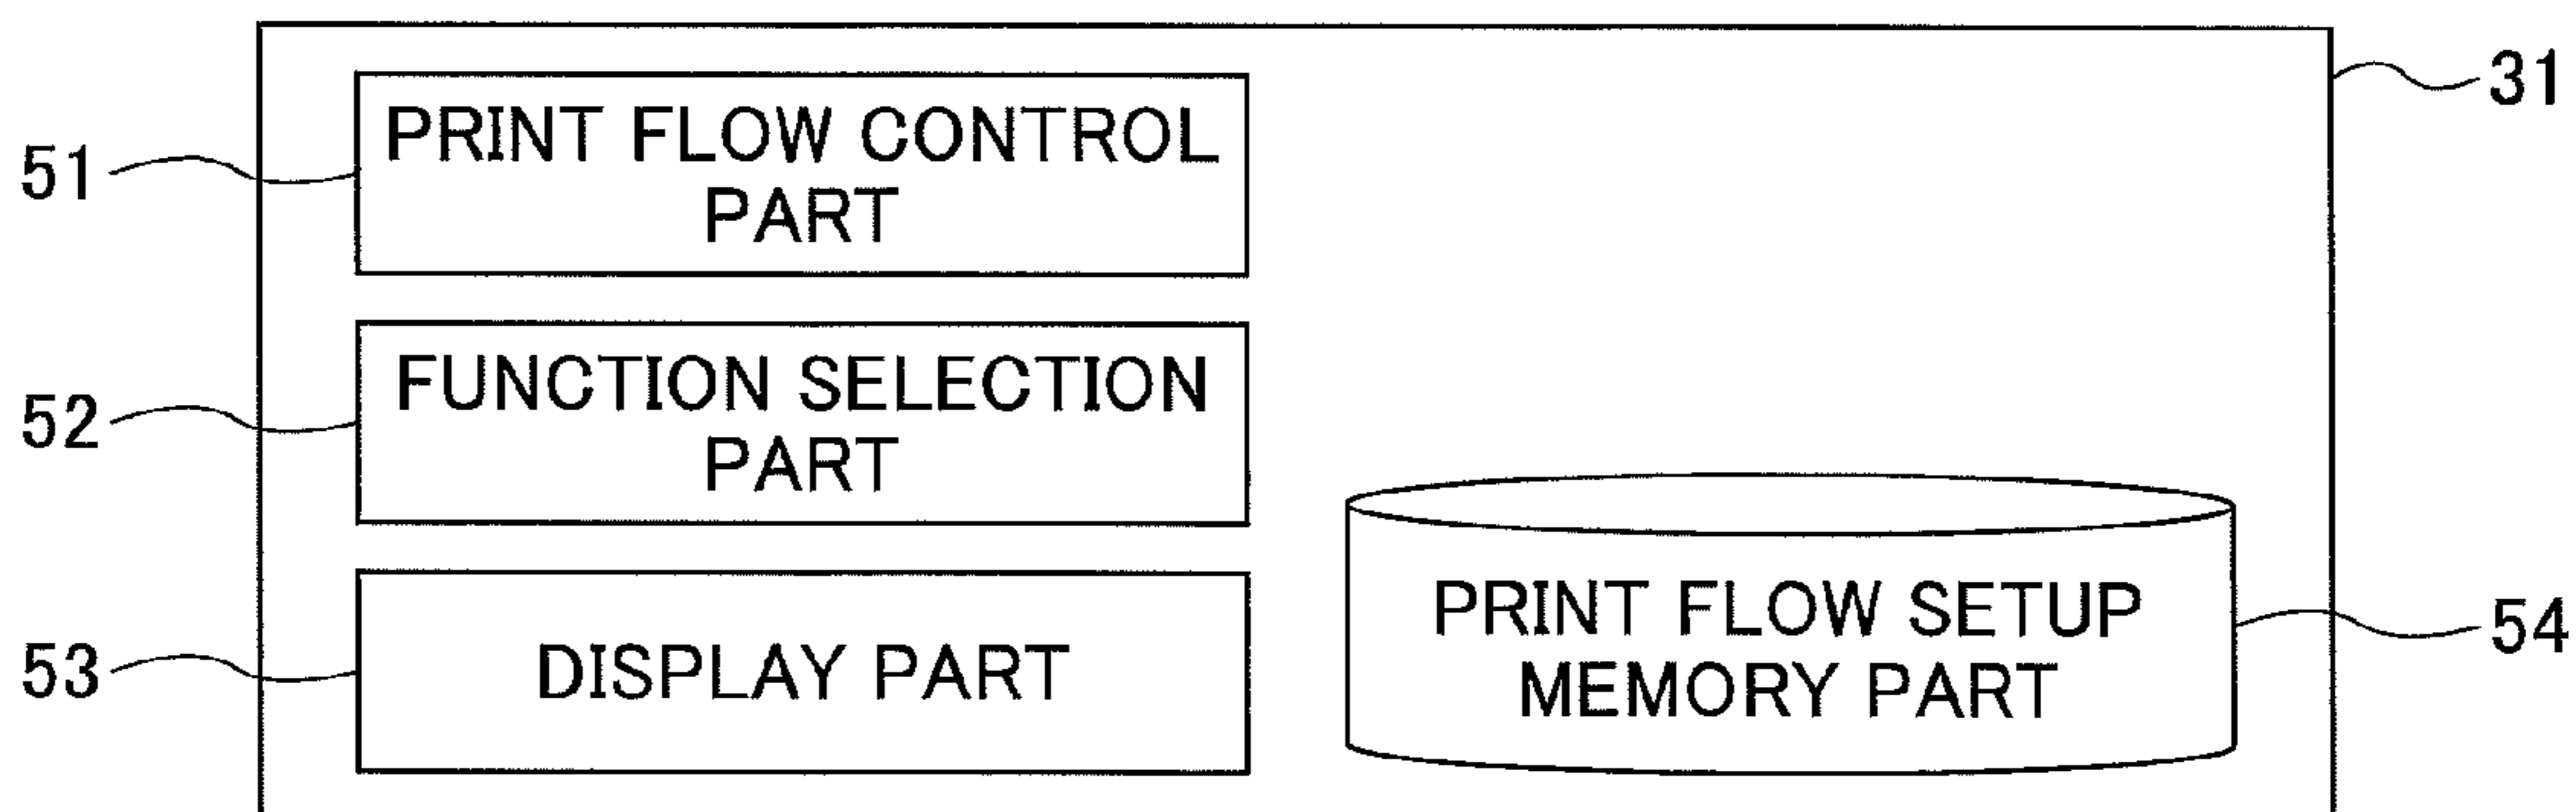 31
51
PRINT FLOW CONTROL
PART
52
FUNCTION SELECTION
PART
53
DISPLAY PART
PRINT FLOW SETUP
MEMORY PART
54